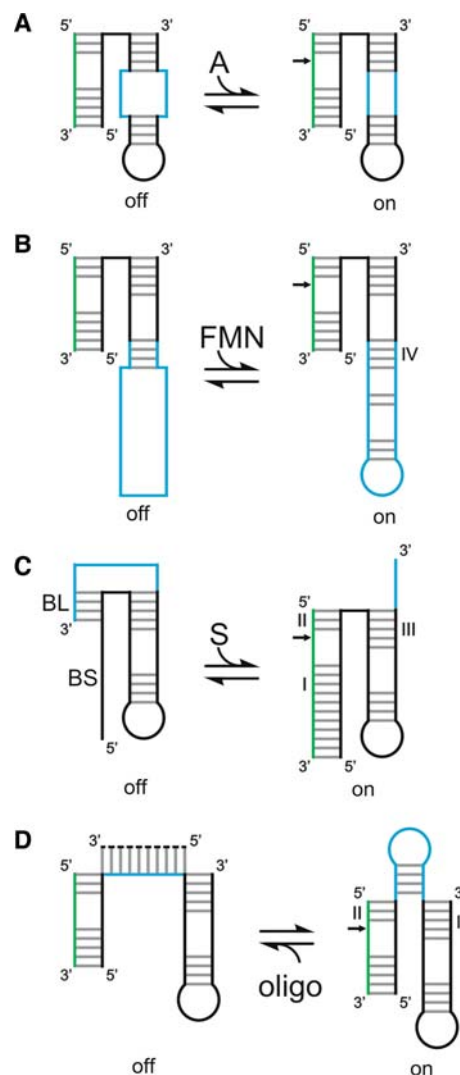 A
5' 3' 5' 3'
A
3' 5' 3' 5'
off on
B
5' 3' 5' 3'
FMN
3' 5' 3' 5' IV
off on
C
3'
BL 5'
3' S II III
BS I
5' 3' 5'
off on
D
3' 5'
5' 3'
5' 3'
II I
3' 5'
oligo 3' 5'
off on